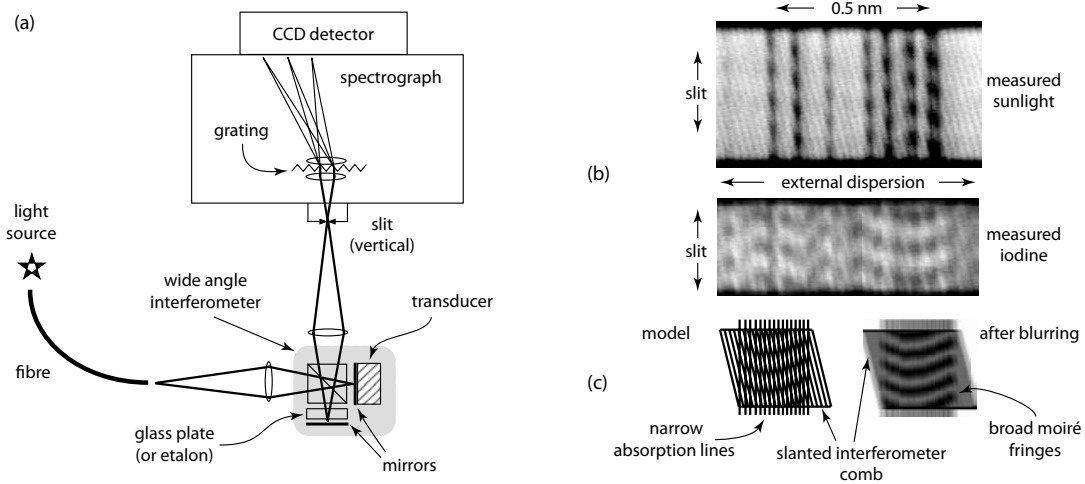 (a)
CCD detector
spectrograph
grating
slit
(vertical)
light
source
wide angle
interferometer
transducer
fibre
glass plate
(or etalon)
mirrors
0.5 nm
slit
measured
sunlight
(b)
external dispersion
slit
measured
iodine
model
after blurring
(c)
narrow
absorption lines
slanted interferometer
comb
broad moiré
fringes